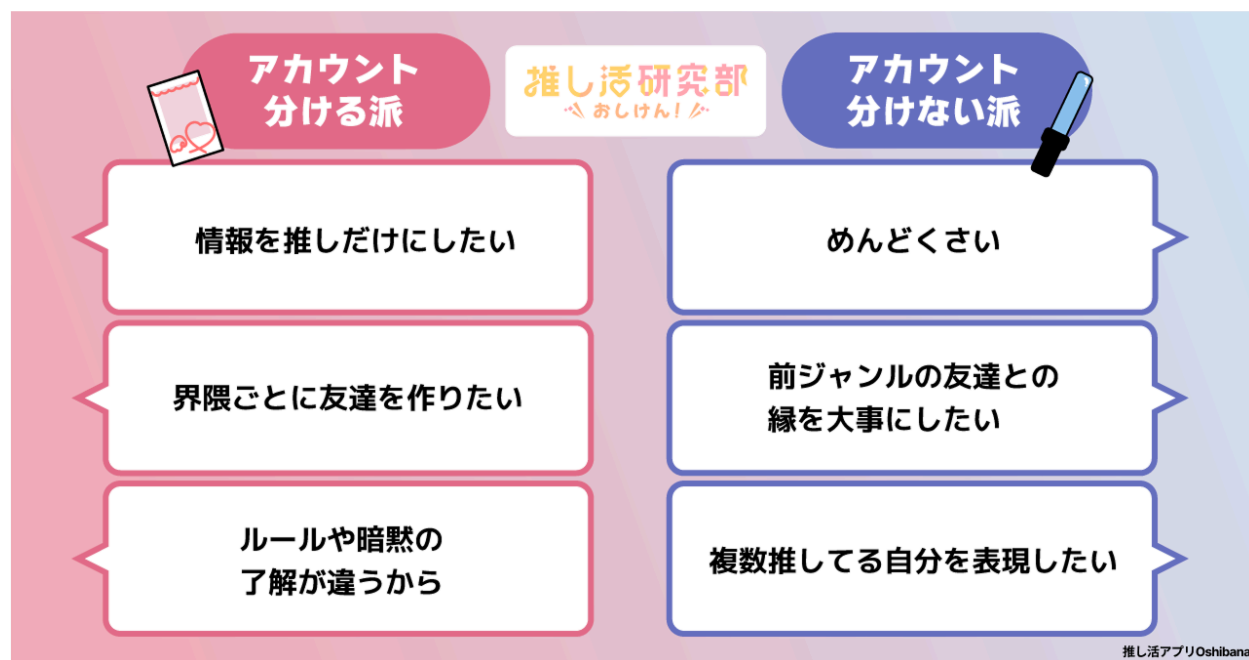 アカウント
分ける派
推し活研究部
おしけん!
アカウント
分けない派
情報を推しだけにしたい
界隈ごとに友達を作りたい
ルールや暗黙の
了解が違うから
めんどくさい
前ジャンルの友達との
縁を大事にしたい
複数推してる自分を表現したい
推し活アプリOshibana